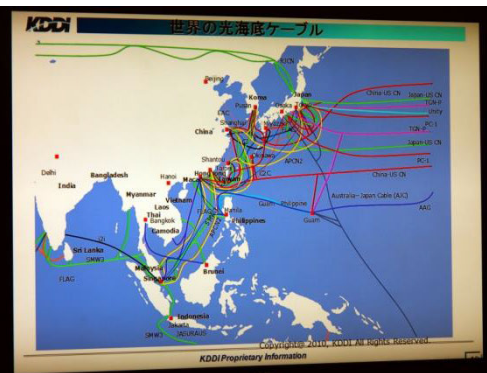 KDDI
世界の光海底ケーブル
RJCN
Beijing
Korea
Pusan
Japan
China-US CN
Japan-US CN
TGN-P
Unity
PC-1
TGN-P
Japan-US CN
PC-1
China-US CN
C2C
Shanghai
China
Shantou
APCN2
C2C
Delhi
India
Bangladesh
Hanoi
Myanmar
Vietnam
Laos
Thai
Bangkok
Camodia
Manila
Philippines
Guam
Philippine
Australia-Japan Cable (AJC)
Guam
AAG
Sri Lanka
SMW3
FLAG
Malaysia
Singapore
Brunei
Indonesia
Jakarta
SMW3
JASURAUS
Copyright© 2010, KDDI All Rights Reserved
KDDI Proprietary Information